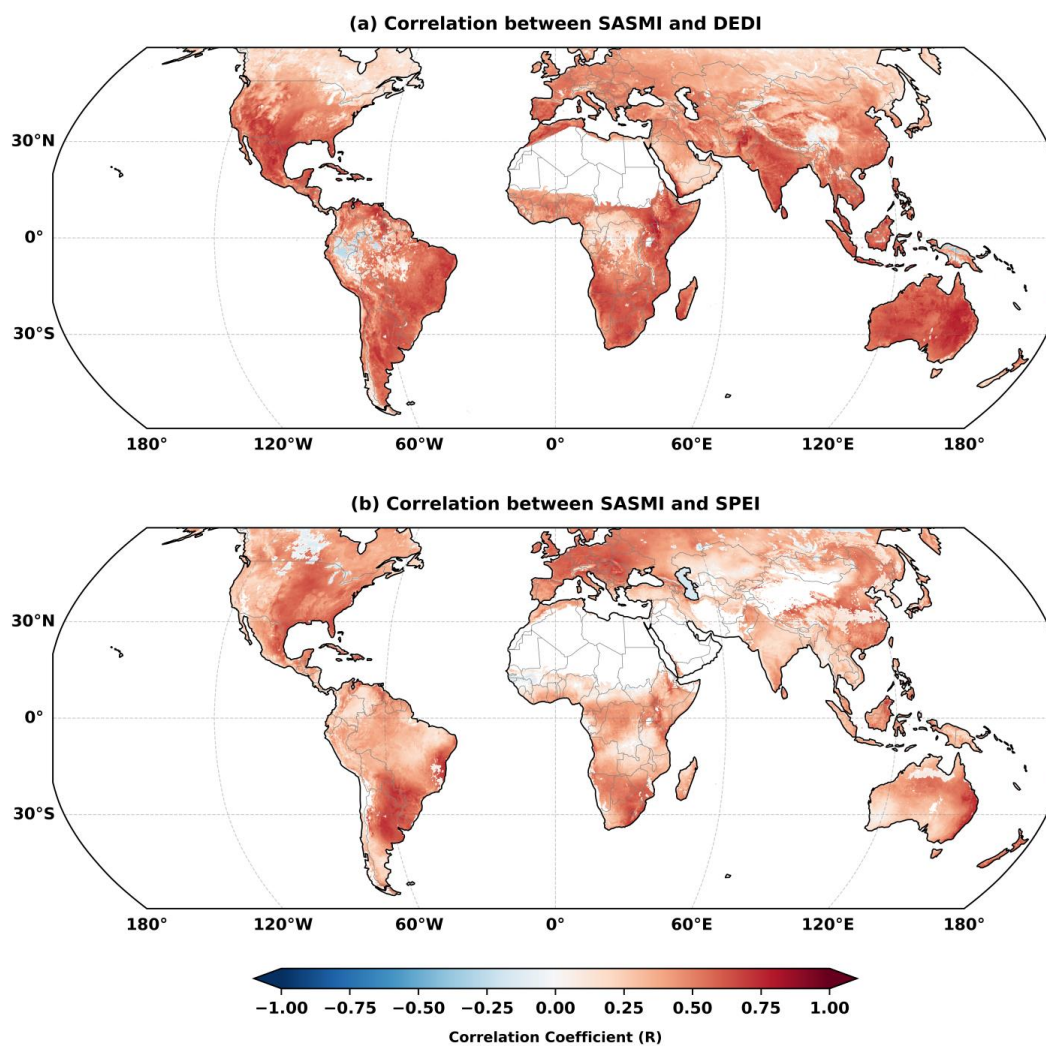 (a) Correlation between SASMI and DEDI
30°N
0°
30°S
180° 120°W 60°W 0° 60°E 120°E 180°
(b) Correlation between SASMI and SPEI
30°N
0°
30°S
180° 120°W 60°W 0° 60°E 120°E 180°
−1.00 −0.75 −0.50 −0.25 0.00 0.25 0.50 0.75 1.00
Correlation Coefficient (R)